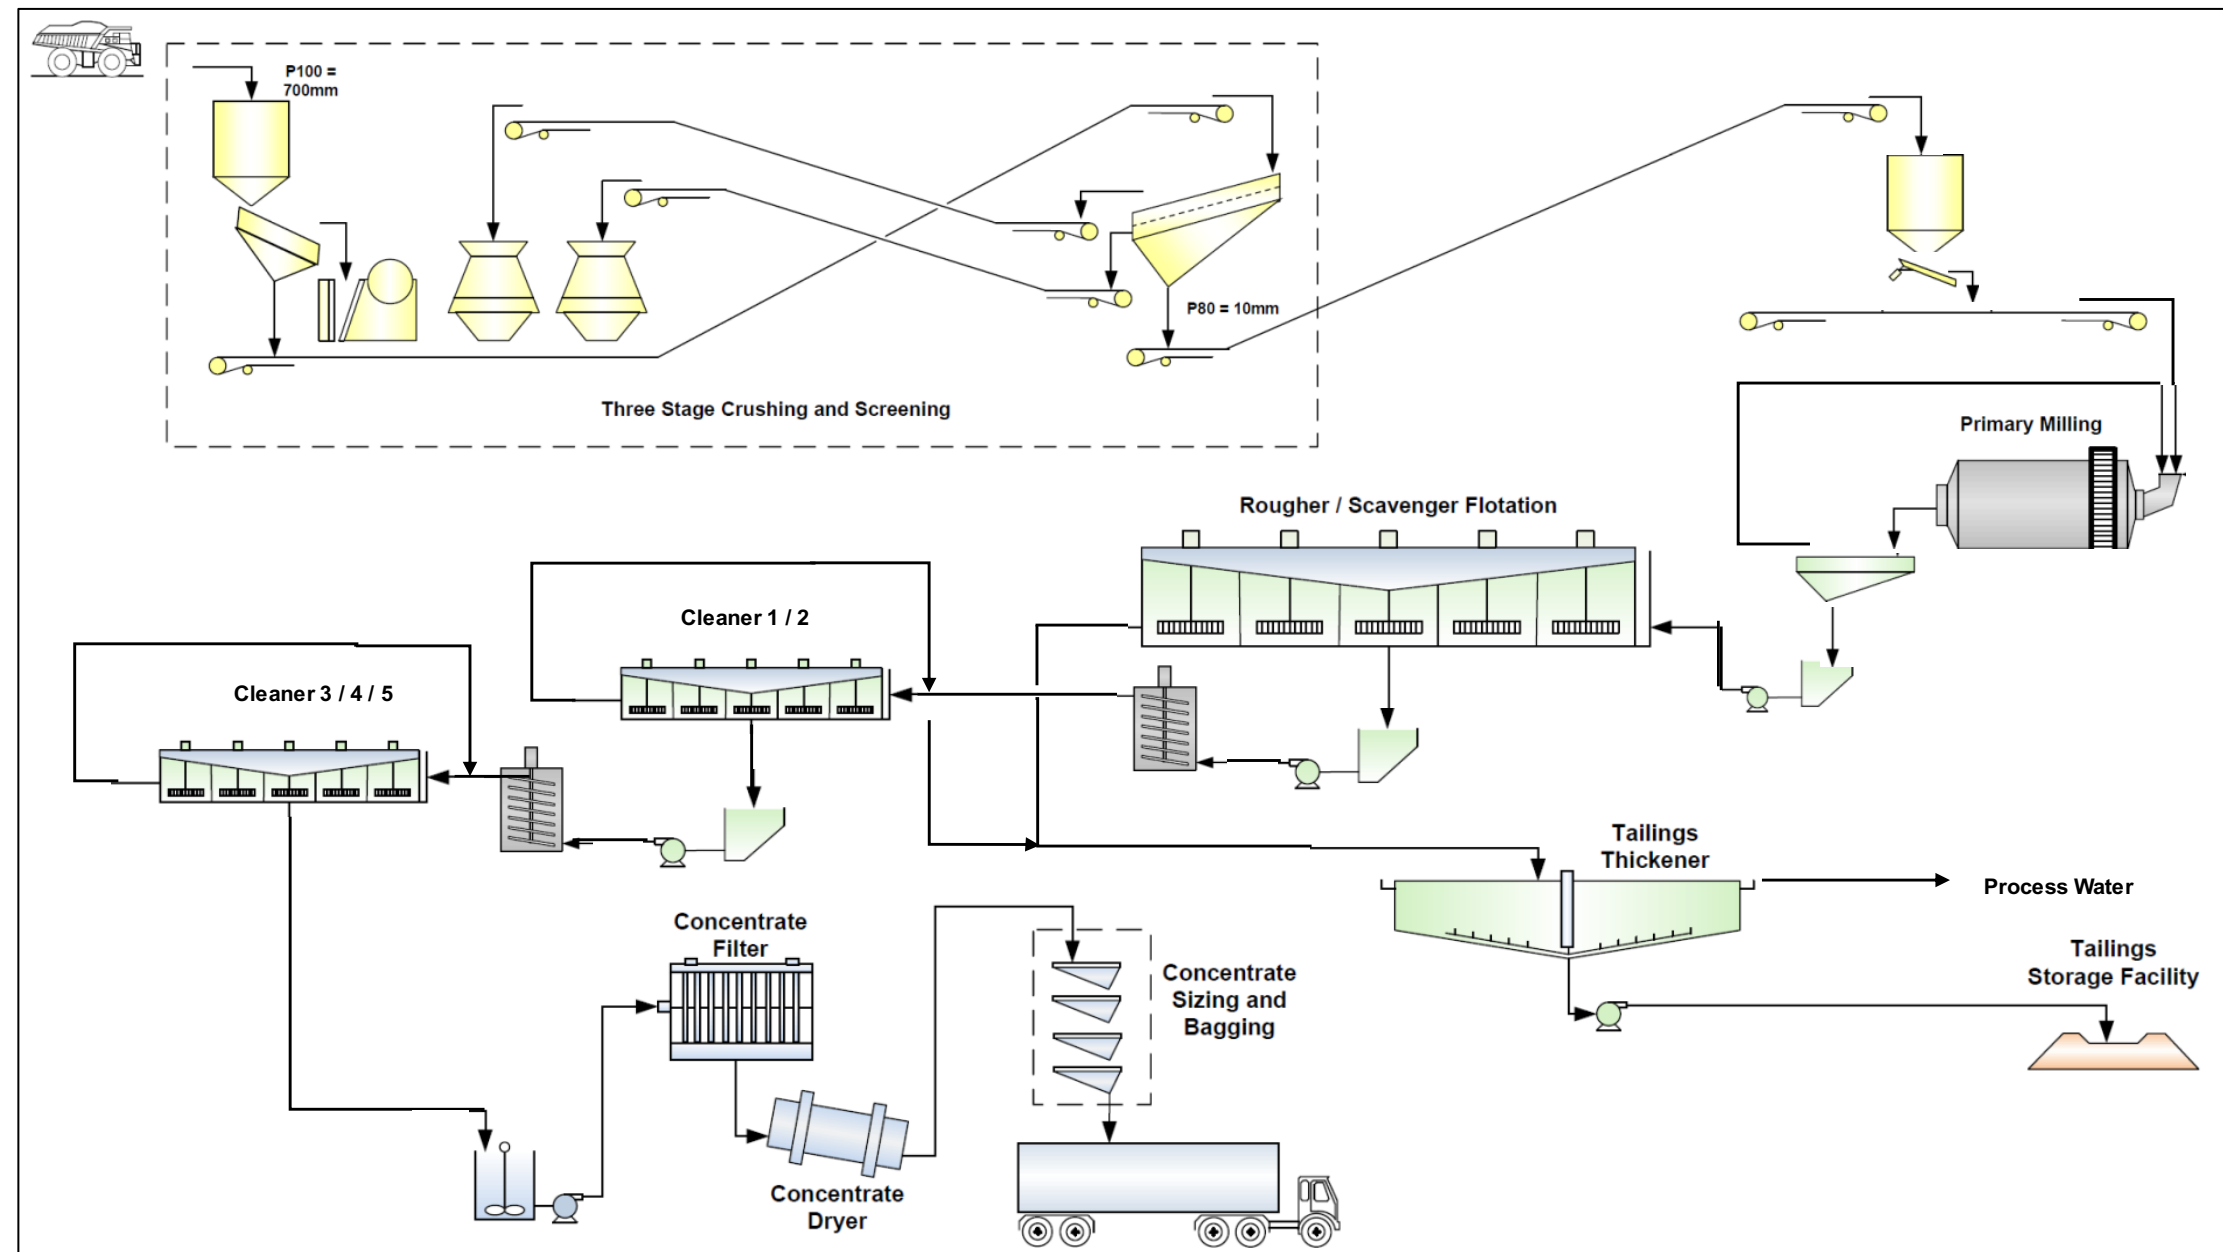 P100 =
700mm
P80 = 10mm
Three Stage Crushing and Screening
Primary Milling
Rougher / Scavenger Flotation
Cleaner 1 / 2
Cleaner 3 / 4 / 5
Tailings
Thickener
Process Water
Concentrate
Filter
Tailings
Storage Facility
Concentrate
Sizing and
Bagging
Concentrate
Dryer